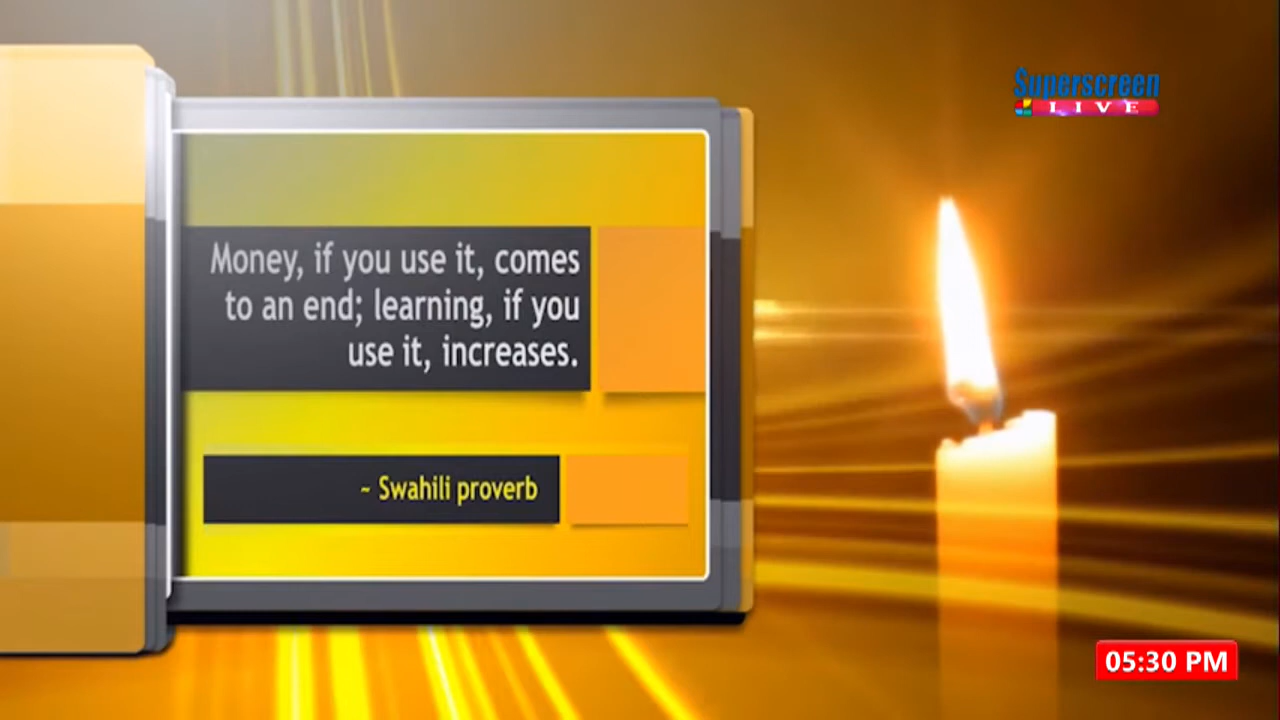 Superscreen
LIVE
Money, if you use it, comes
to an end; learning, if you
use it, increases.
~ Swahili proverb
05:30 PM